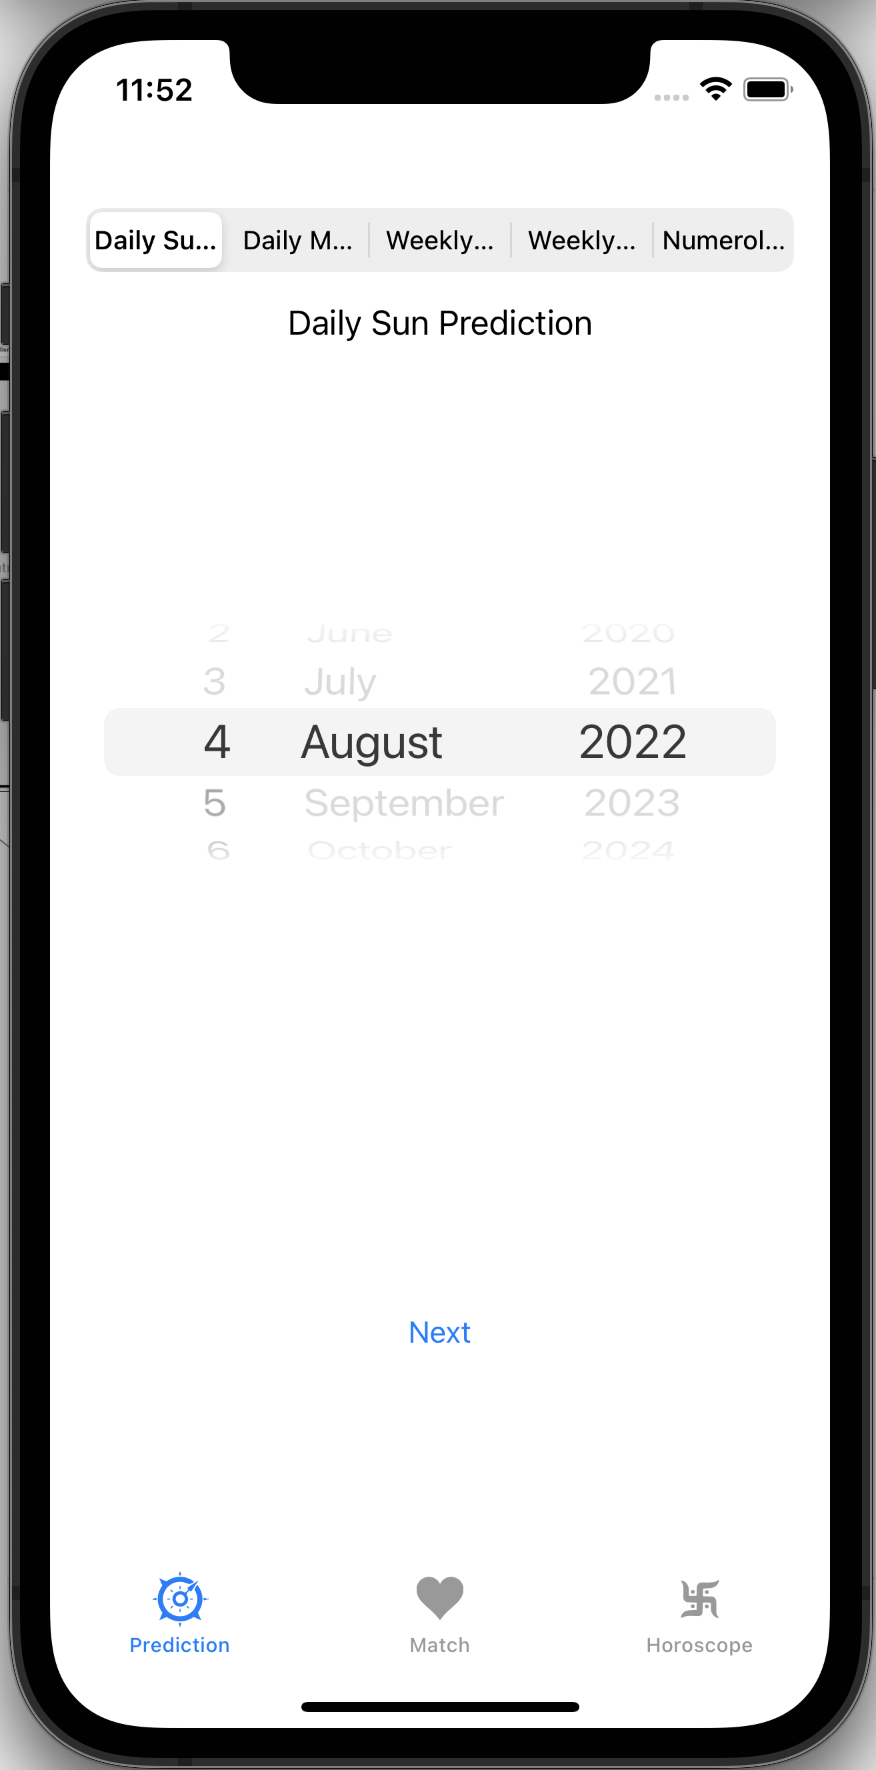 11:52
Daily Su... Daily M... Weekly... Weekly... Numerol...
Daily Sun Prediction
2 June 2020
3 July 2021
4 August 2022
5 September 2023
6 October 2024
Next
Prediction Match Horoscope